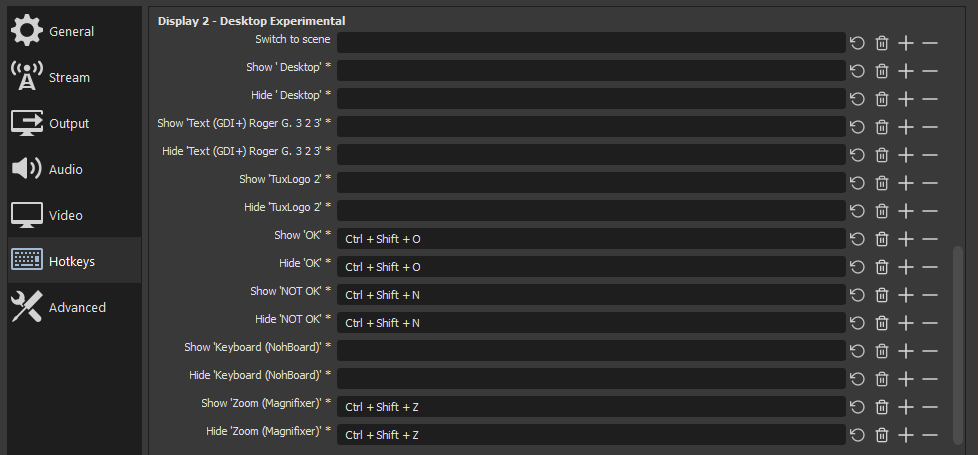 General
Stream
Output
Audio
Video
Hotkeys
Advanced
Display 2 - Desktop Experimental
Switch to scene
Show ' Desktop' *
Hide ' Desktop' *
Show 'Text (GDI+) Roger G. 3 2 3' *
Hide 'Text (GDI+) Roger G. 3 2 3' *
Show 'TuxLogo 2' *
Hide 'TuxLogo 2' *
Show 'OK' * Ctrl + Shift + O
Hide 'OK' * Ctrl + Shift + O
Show 'NOT OK' * Ctrl + Shift + N
Hide 'NOT OK' * Ctrl + Shift + N
Show 'Keyboard (NohBoard)' *
Hide 'Keyboard (NohBoard)' *
Show 'Zoom (Magnifixer)' * Ctrl + Shift + Z
Hide 'Zoom (Magnifixer)' * Ctrl + Shift + Z